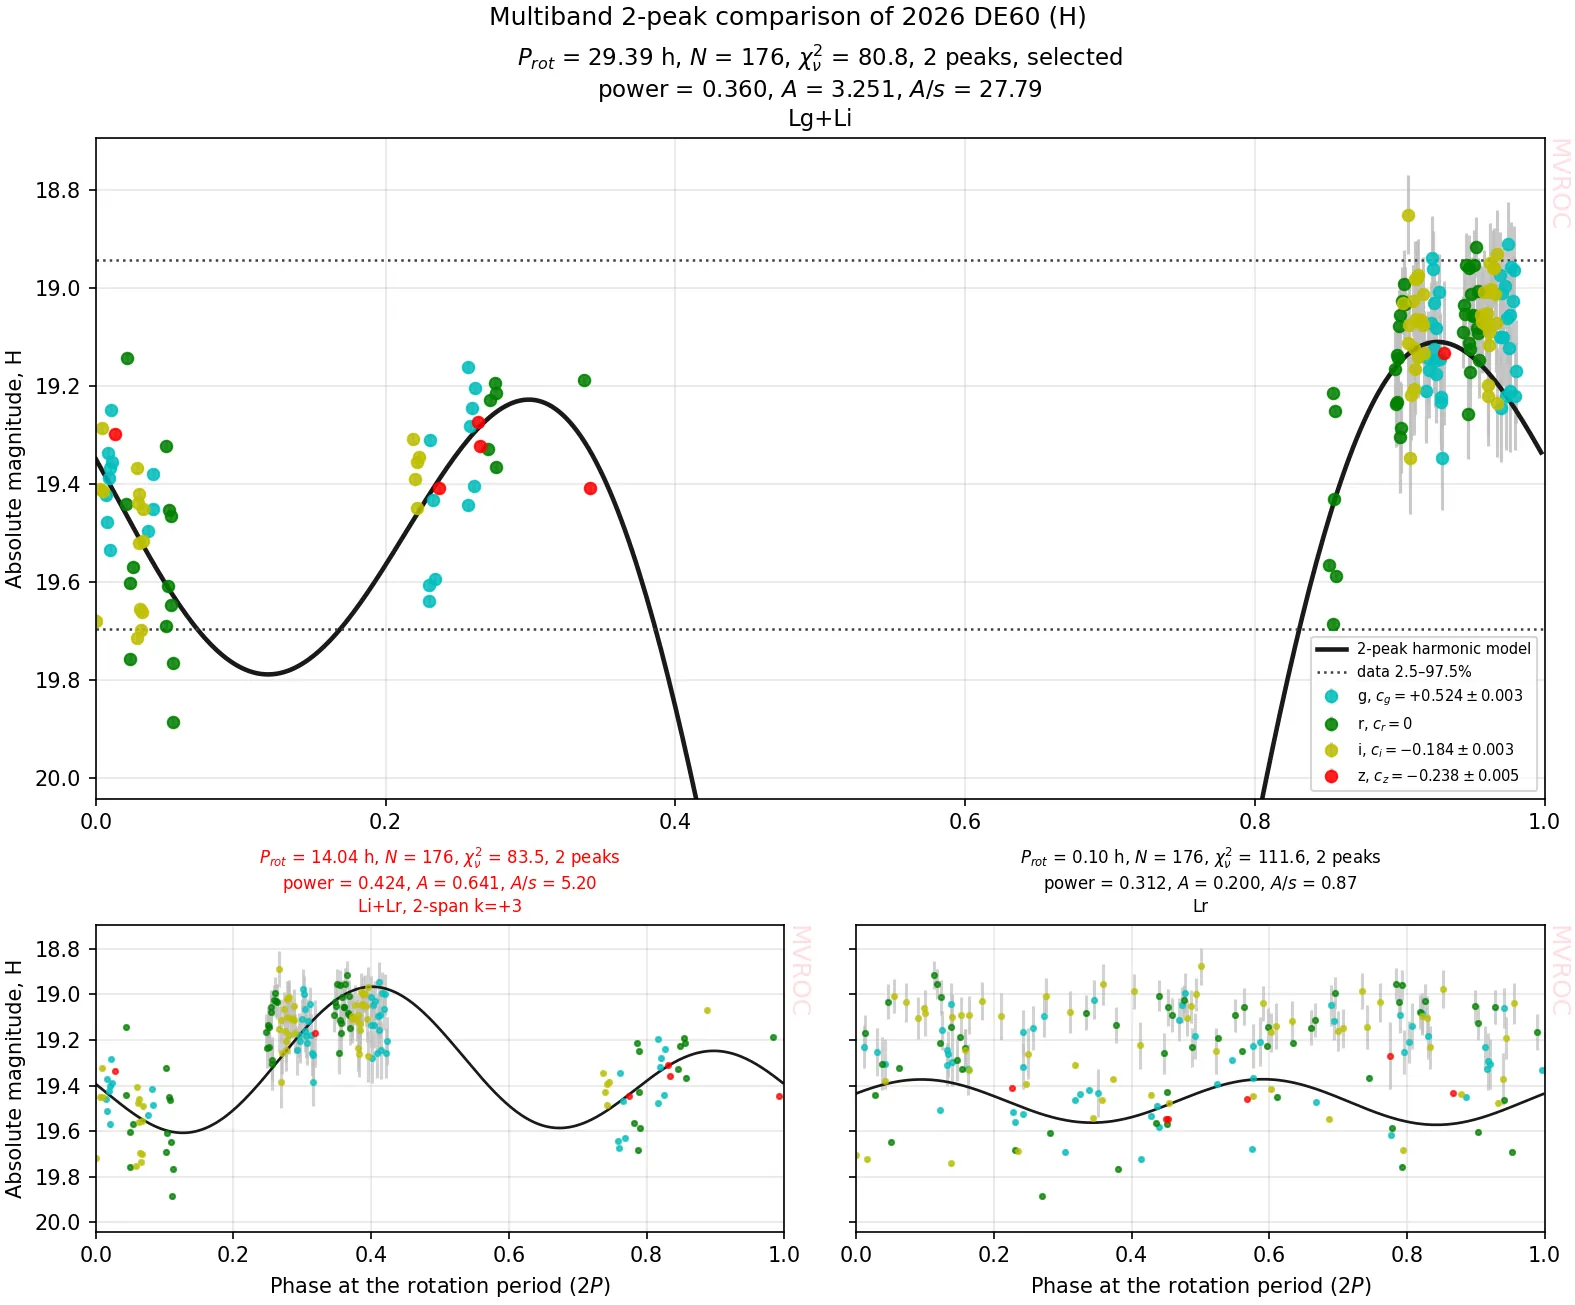 Multiband 2-peak comparison of 2026 DE60 (H)
P_rot = 29.39 h, N = 176, χ²_ν = 80.8, 2 peaks, selected
power = 0.360, A = 3.251, A/s = 27.79
Lg+Li
Absolute magnitude, H
18.8
19.0
19.2
19.4
19.6
19.8
20.0
0.0 0.2 0.4 0.6 0.8 1.0
2-peak harmonic model
data 2.5–97.5%
g, c_g = +0.524 ± 0.003
r, c_r = 0
i, c_i = −0.184 ± 0.003
z, c_z = −0.238 ± 0.005
MVROC
P_rot = 14.04 h, N = 176, χ²_ν = 83.5, 2 peaks
power = 0.424, A = 0.641, A/s = 5.20
Li+Lr, 2-span k=+3
Absolute magnitude, H
18.8
19.0
19.2
19.4
19.6
19.8
20.0
0.0 0.2 0.4 0.6 0.8 1.0
Phase at the rotation period (2P)
MVROC
P_rot = 0.10 h, N = 176, χ²_ν = 111.6, 2 peaks
power = 0.312, A = 0.200, A/s = 0.87
Lr
0.0 0.2 0.4 0.6 0.8 1.0
Phase at the rotation period (2P)
MVROC